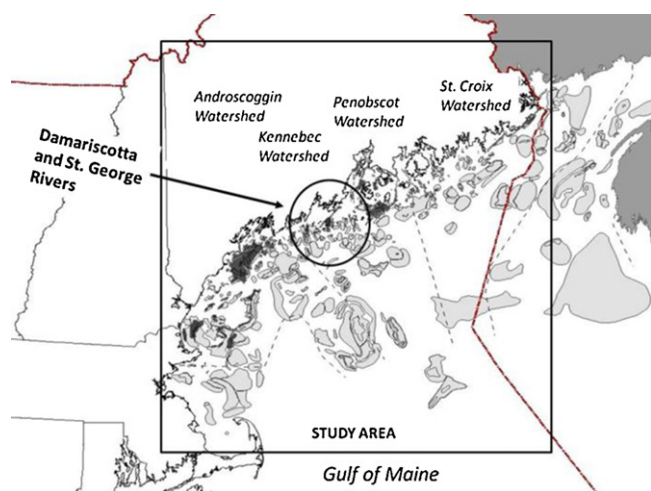 Androscoggin
Watershed
Penobscot
Watershed
St. Croix
Watershed
Kennebec
Watershed
Damariscotta
and St. George
Rivers
STUDY AREA
Gulf of Maine